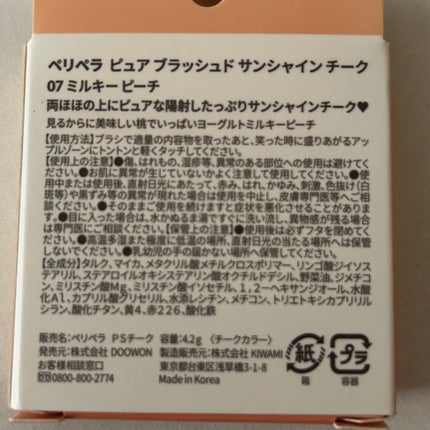 ペリペラ ピュア ブラッシュド サンシャイン チーク
07 ミルキー ピーチ
両ほほの上にピュアな陽射したっぷりサンシャインチーク♥
見るからに美味しい桃でいっぱいヨーグルトミルキーピーチ
【使用方法】ブラシで適量の内容物を取ったあと、笑った時に盛りあがるアッ
プルゾーンにトントンと軽くタッチしてください。
【使用上の注意】●傷、はれもの、湿疹等、異常のある部位への使用は避けてく
ださい。●お肌に異常が生じていないかよく注意して使用してください。●使
用中または使用後、直射日光にあたって、赤み、はれ、かゆみ、刺激、色抜け(白
斑等)や黒ずみ等の異常が現れた場合は使用を中止し、皮膚専門医等へご相
談ください。●そのままご使用を続けますと症状を悪化させることがありま
す。●目に入った場合は、水かぬるま湯ですぐに洗い流し、異物感が残る場合
は専門医にご相談ください。【保管上の注意】●使用後は必ずフタを閉めてく
ださい。●高温多湿また極度に低温の場所、直射日光の当たる場所へは保管
しないでください。●乳幼児の手の届かない場所へ保管してください。
【全成分】タルク、マイカ、メタクリル酸メチルクロスポリマー、リンゴ酸ジイソス
テアリル、ステアロイルオキシステアリン酸オクチルドデシル、野菜油、ジメチ
コン、ミリスチン酸Mg、ミリスチン酸イソセチル、1,2-ヘキサンジオール、水酸
化Al、カプリル酸グリセリル、水添レシチン、メチコン、トリエトキシカプリリル
シラン、酸化チタン、黄4、赤226、酸化鉄
販売名:ペリペラ PSチーク 容量:4.2g 〈チークカラー〉
発売元:株式会社 DOOWON 製造販売元:株式会社 KIWAMI
お客様相談窓口 東京都台東区浅草橋3-1-8
0800-800-2774 Made in Korea
紙 プラ
箱 容器